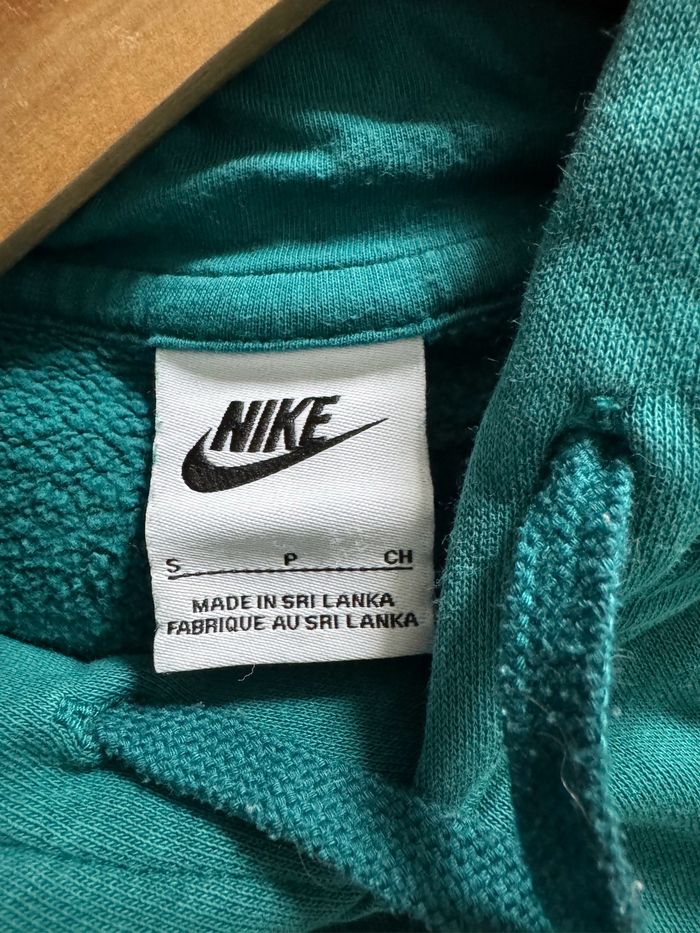 NIKE
S P CH
MADE IN SRI LANKA
FABRIQUE AU SRI LANKA